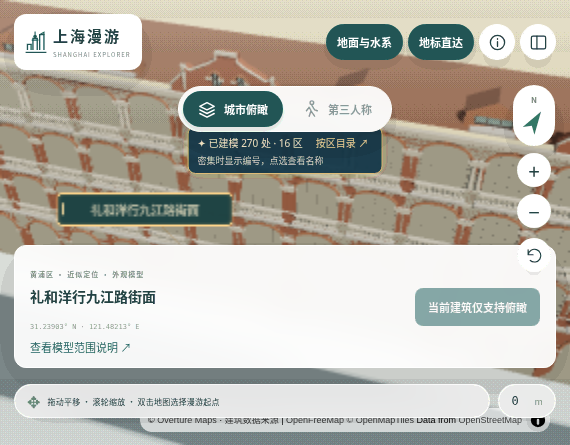 上海漫游
SHANGHAI EXPLORER
地面与水系
地标直达
城市俯瞰
第三人称
N
✦ 已建模 270 处 · 16 区 按区目录 ↗
密集时显示编号，点选查看名称
礼和洋行九江路街面
黄浦区 · 近似定位 · 外观模型
礼和洋行九江路街面
31.23903° N · 121.48213° E
查看模型范围说明 ↗
当前建筑仅支持俯瞰
拖动平移 · 滚轮缩放 · 双击地图选择漫游起点
0 m
© Overture Maps · 建筑数据来源 | OpenFreeMap © OpenMapTiles Data from OpenStreetMap